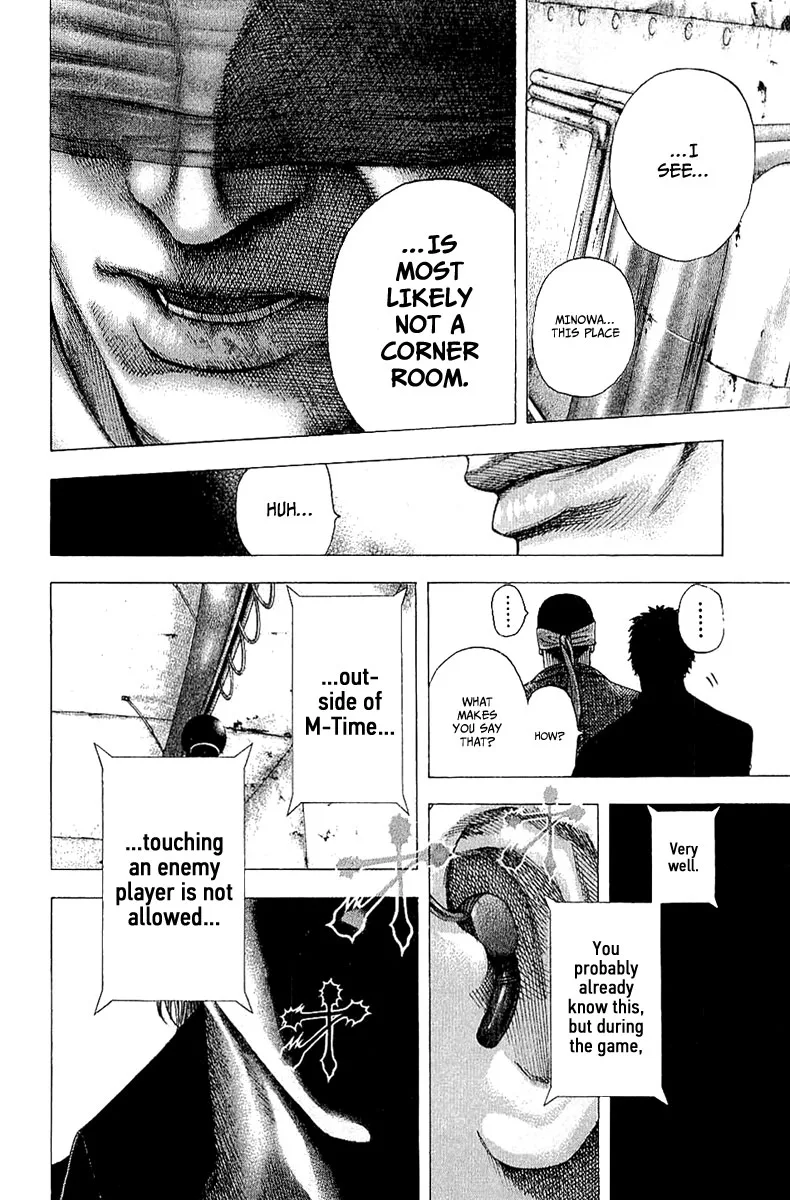 ...I
SEE...
MINOWA...
THIS PLACE
...IS
MOST
LIKELY
NOT A
CORNER
ROOM.
HUH...
......
.....
HOW?
WHAT
MAKES
YOU SAY
THAT?
Very
well.
You
probably
already
know this,
but during
the game,
...out-
side of
M-Time...
...touching
an enemy
player is not
allowed...